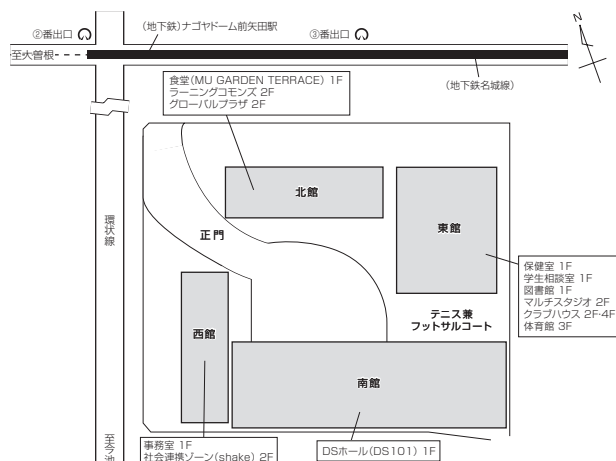 N
(地下鉄)ナゴヤドーム前矢田駅
②番出口
③番出口
至大曽根
(地下鉄名城線)
食堂(MU GARDEN TERRACE) 1F
ラーニングコモンズ 2F
グローバルプラザ 2F
北館
東館
環状線
正門
保健室 1F
学生相談室 1F
図書館 1F
マルチスタジオ 2F
クラブハウス 2F・4F
体育館 3F
テニス兼
フットサルコート
西館
南館
至今池
事務室 1F
社会連携ゾーン(shake) 2F
DSホール(DS101) 1F